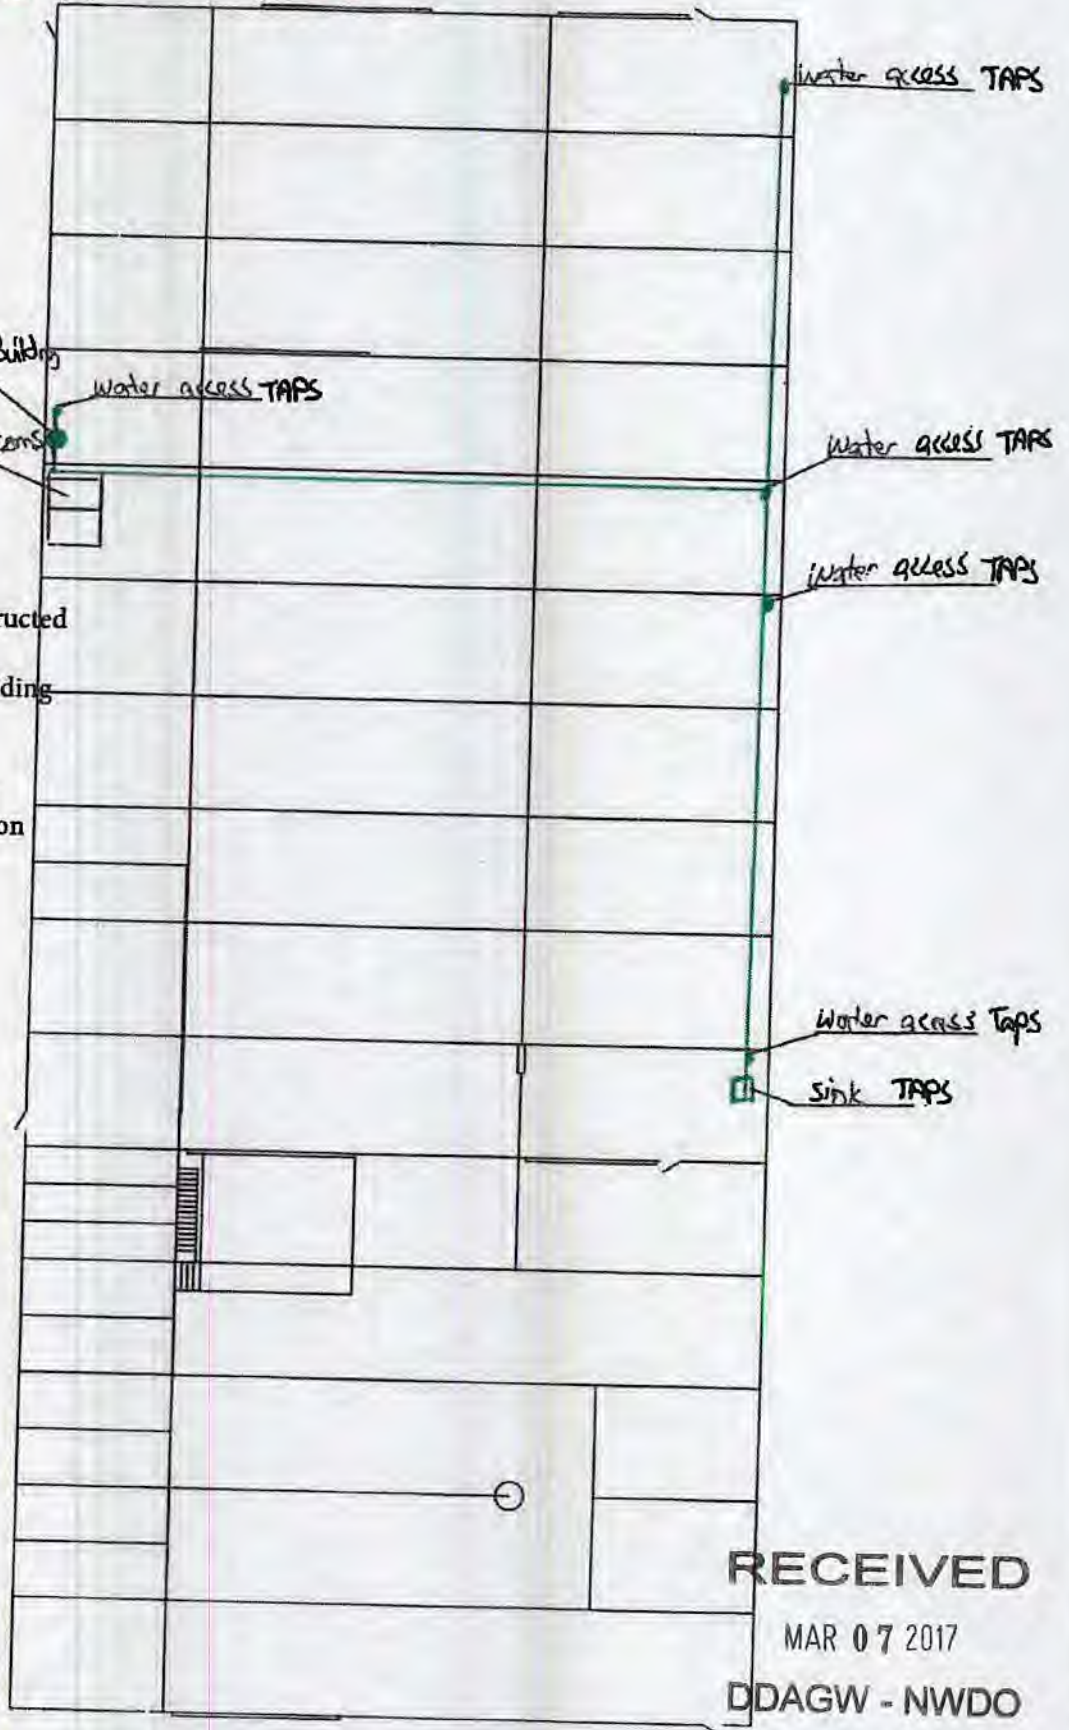 water access TAPS
Building
water access TAPS
water access TAPS
water access TAPS
ructed
ding
on
water access Taps
sink TAPS
RECEIVED
MAR 07 2017
DDAGW - NWDO